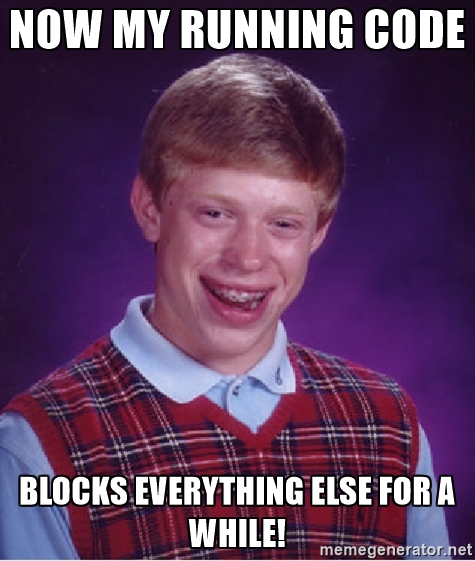 NOW MY RUNNING CODE
BLOCKS EVERYTHING ELSE FOR A
WHILE!
memegenerator.net